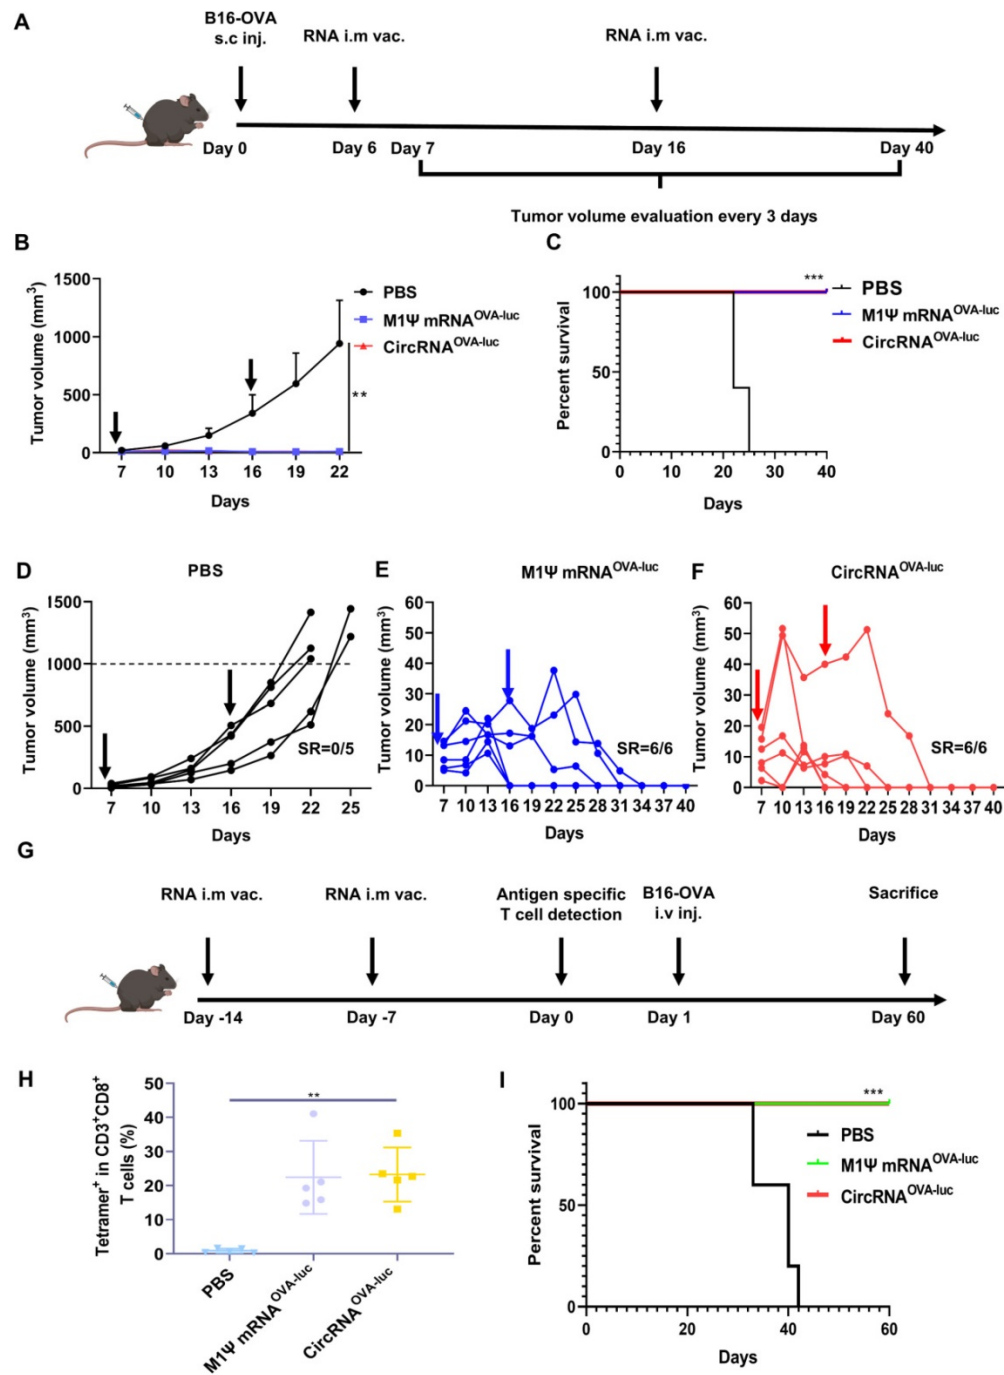 A
B16-OVA
s.c inj.
RNA i.m vac.
RNA i.m vac.
Day 0
Day 6
Day 7
Day 16
Day 40
Tumor volume evaluation every 3 days
B
Tumor volume (mm³)
1500
1000
500
0
PBS
M1Ψ mRNA^OVA-luc
CircRNA^OVA-luc
**
7 10 13 16 19 22
Days
C
Percent survival
100
50
0
***
PBS
M1Ψ mRNA^OVA-luc
CircRNA^OVA-luc
0 10 20 30 40
Days
D
PBS
Tumor volume (mm³)
1500
1000
500
0
SR=0/5
7 10 13 16 19 22 25
Days
E
M1Ψ mRNA^OVA-luc
Tumor volume (mm³)
60
50
40
30
20
10
0
SR=6/6
7 10 13 16 19 22 25 28 31 34 37 40
Days
F
CircRNA^OVA-luc
Tumor volume (mm³)
60
50
40
30
20
10
0
SR=6/6
7 10 13 16 19 22 25 28 31 34 37 40
Days
G
RNA i.m vac.
RNA i.m vac.
Antigen specific
T cell detection
B16-OVA
i.v inj.
Sacrifice
Day -14
Day -7
Day 0
Day 1
Day 60
H
Tetramer⁺ in CD3⁺CD8⁺
T cells (%)
50
40
30
20
10
0
**
PBS
M1Ψ mRNA^OVA-luc
CircRNA^OVA-luc
I
Percent survival
100
50
0
***
PBS
M1Ψ mRNA^OVA-luc
CircRNA^OVA-luc
0 20 40 60
Days